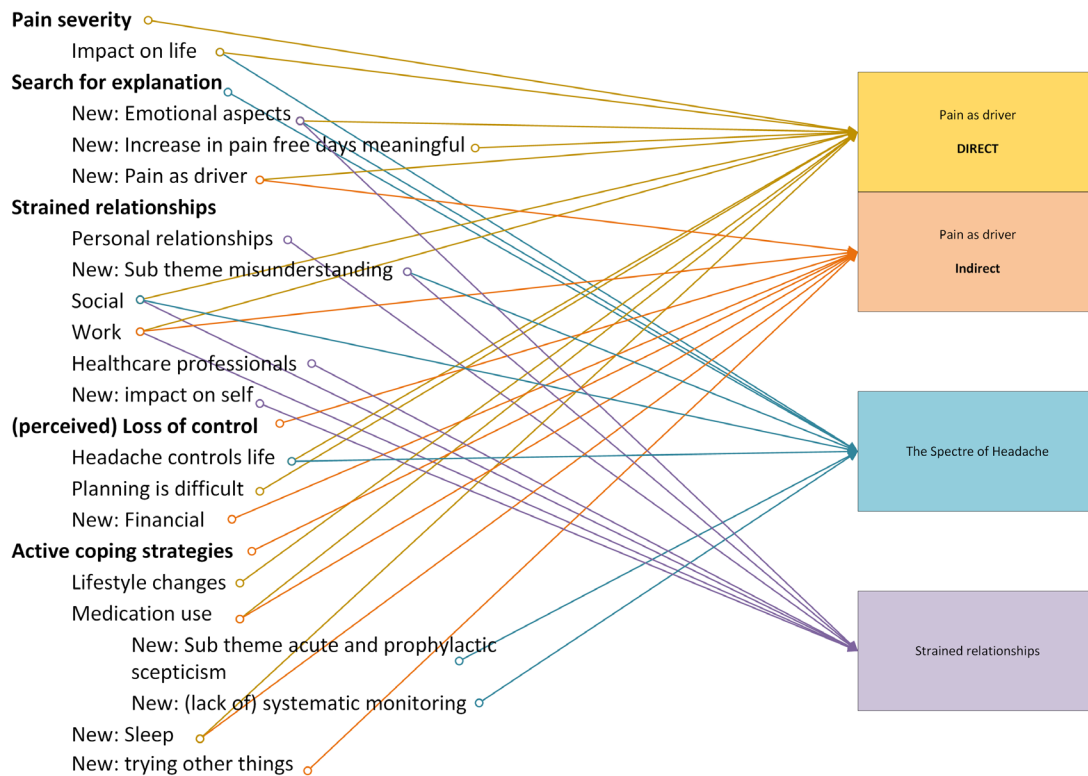 Pain severity
Impact on life
Search for explanation
New: Emotional aspects
New: Increase in pain free days meaningful
New: Pain as driver
Strained relationships
Personal relationships
New: Sub theme misunderstanding
Social
Work
Healthcare professionals
New: impact on self
(perceived) Loss of control
Headache controls life
Planning is difficult
New: Financial
Active coping strategies
Lifestyle changes
Medication use
New: Sub theme acute and prophylactic
scepticism
New: (lack of) systematic monitoring
New: Sleep
New: trying other things
Pain as driver
DIRECT
Pain as driver
Indirect
The Spectre of Headache
Strained relationships